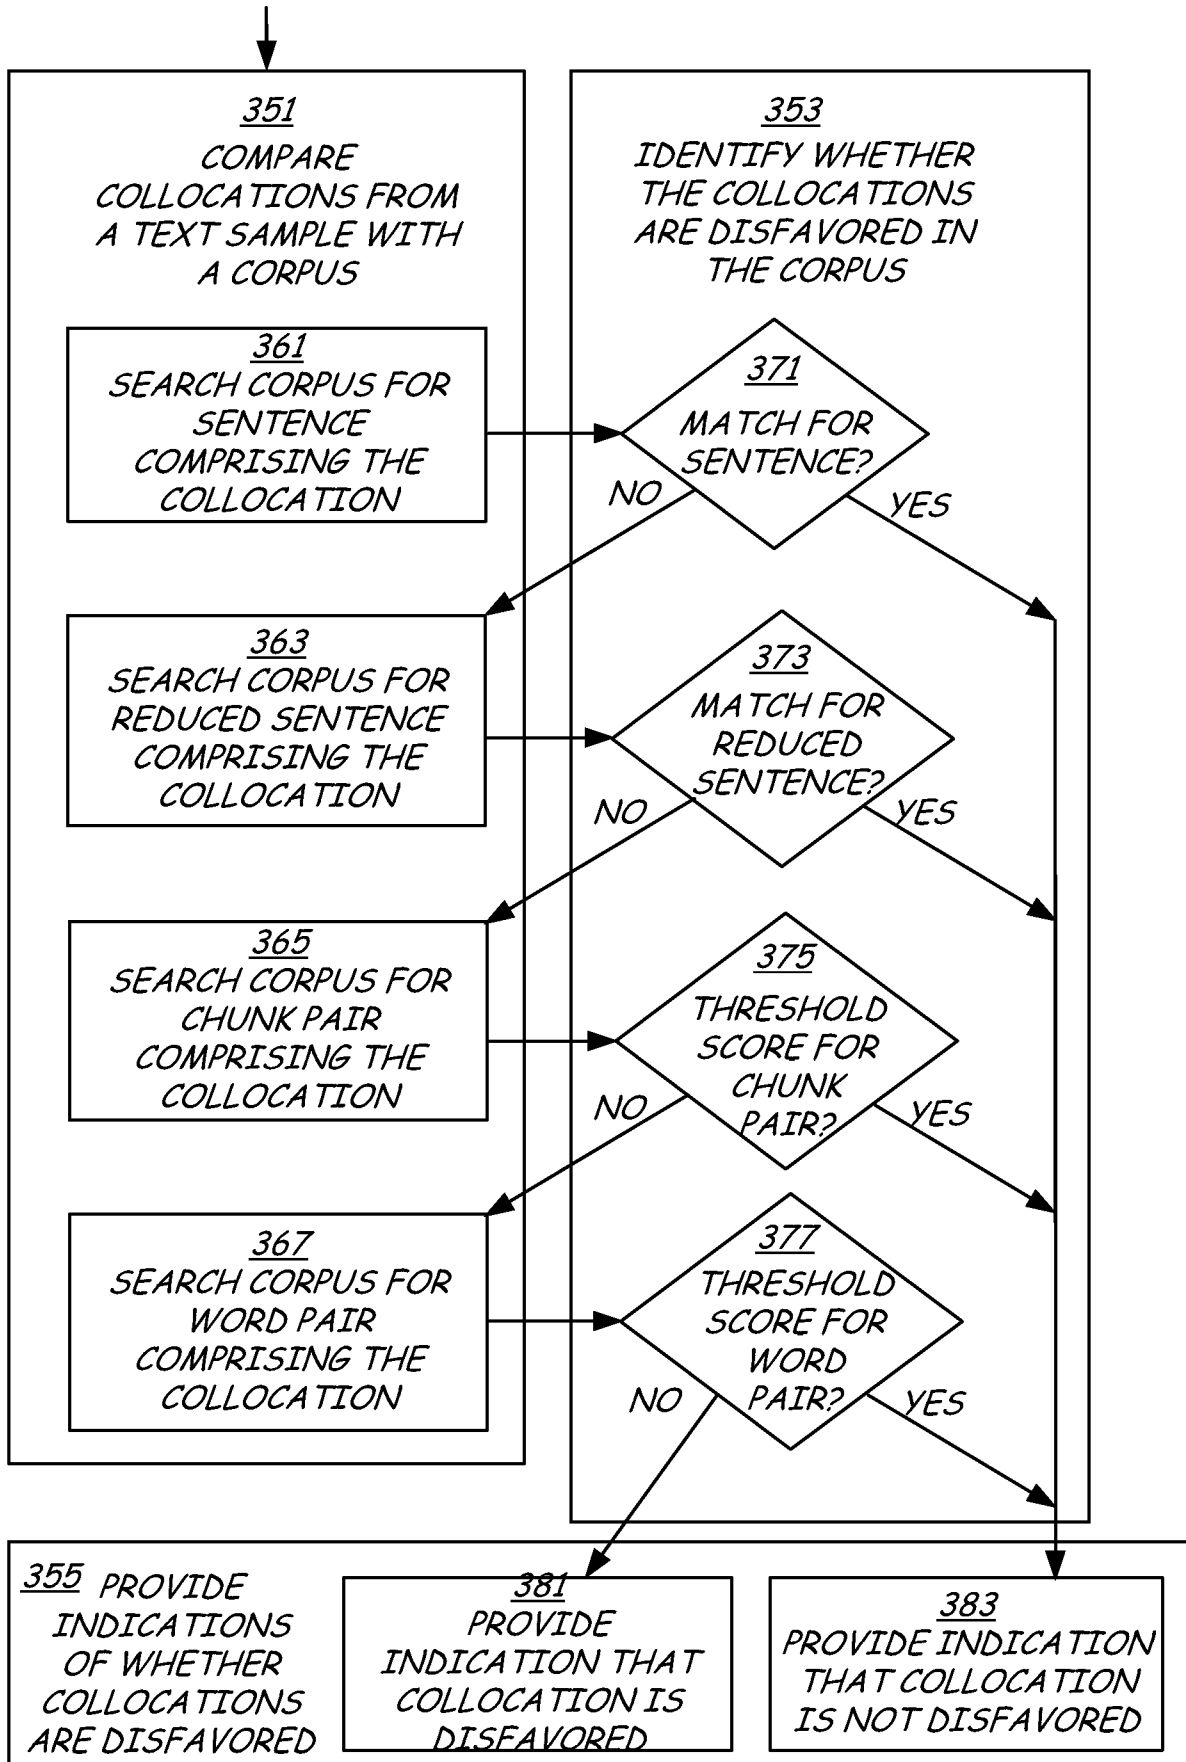 351
COMPARE
COLLOCATIONS FROM
A TEXT SAMPLE WITH
A CORPUS
353
IDENTIFY WHETHER
THE COLLOCATIONS
ARE DISFAVORED IN
THE CORPUS
361
SEARCH CORPUS FOR
SENTENCE
COMPRISING THE
COLLOCATION
371
MATCH FOR
SENTENCE?
NO
YES
363
SEARCH CORPUS FOR
REDUCED SENTENCE
COMPRISING THE
COLLOCATION
373
MATCH FOR
REDUCED
SENTENCE?
NO
YES
365
SEARCH CORPUS FOR
CHUNK PAIR
COMPRISING THE
COLLOCATION
375
THRESHOLD
SCORE FOR
CHUNK
PAIR?
NO
YES
367
SEARCH CORPUS FOR
WORD PAIR
COMPRISING THE
COLLOCATION
377
THRESHOLD
SCORE FOR
WORD
PAIR?
NO
YES
355 PROVIDE
INDICATIONS
OF WHETHER
COLLOCATIONS
ARE DISFAVORED
381
PROVIDE
INDICATION THAT
COLLOCATION IS
DISFAVORED
383
PROVIDE INDICATION
THAT COLLOCATION
IS NOT DISFAVORED